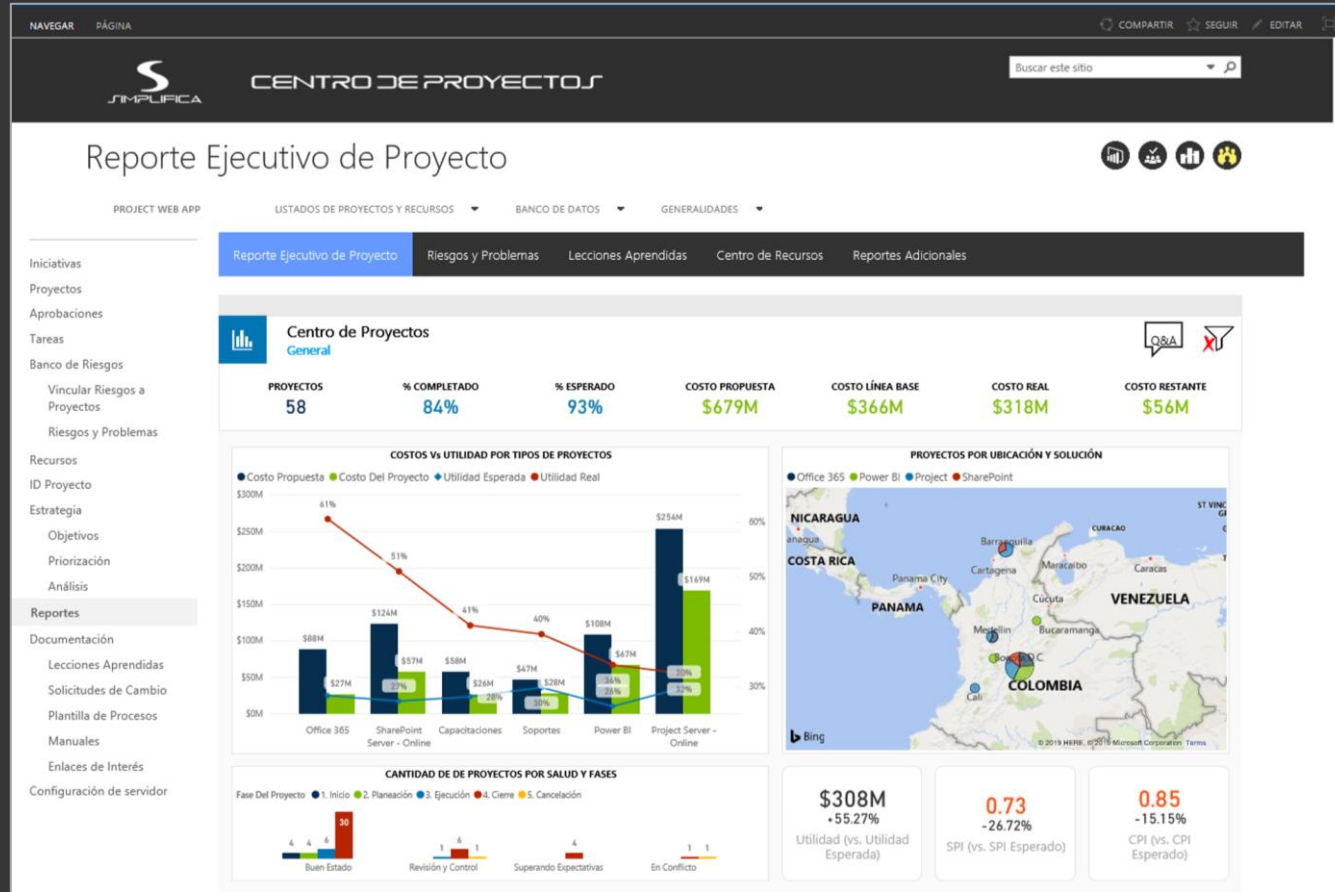 NAVEGAR PÁGINA COMPARTIR SEGUIR EDITAR
SIMPLIFICA
CENTRO DE PROYECTOS
Buscar este sitio
Reporte Ejecutivo de Proyecto
PROJECT WEB APP LISTADOS DE PROYECTOS Y RECURSOS BANCO DE DATOS GENERALIDADES
Iniciativas
Proyectos
Aprobaciones
Tareas
Banco de Riesgos
Vincular Riesgos a
Proyectos
Riesgos y Problemas
Recursos
ID Proyecto
Estrategia
Objetivos
Priorización
Análisis
Reportes
Documentación
Lecciones Aprendidas
Solicitudes de Cambio
Plantilla de Procesos
Manuales
Enlaces de Interés
Configuración de servidor
Reporte Ejecutivo de Proyecto Riesgos y Problemas Lecciones Aprendidas Centro de Recursos Reportes Adicionales
Centro de Proyectos
General
Q&A
PROYECTOS % COMPLETADO % ESPERADO COSTO PROPUESTA COSTO LÍNEA BASE COSTO REAL COSTO RESTANTE
58 84% 93% $679M $366M $318M $56M
COSTOS Vs UTILIDAD POR TIPOS DE PROYECTOS
Costo Propuesta Costo Del Proyecto Utilidad Esperada Utilidad Real
$300M
$250M
$200M
$150M
$100M
$50M
$0M
60%
50%
40%
30%
61%
51%
41%
40%
$88M
$27M
$124M
$57M
27%
$58M
$26M
28%
$47M
$28M
30%
$108M
$67M
34%
26%
$254M
$169M
30%
32%
Office 365
SharePoint
Server - Online
Capacitaciones
Soportes
Power BI
Project Server -
Online
PROYECTOS POR UBICACIÓN Y SOLUCIÓN
Office 365 Power BI Project SharePoint
NICARAGUA
anagua
COSTA RICA
Panama City
PANAMA
Barranquilla
Cartagena
Maracaibo
CURACAO
Caracas
ST VINC
VENEZUELA
Cúcuta
Bucaramanga
Medellin
Bogotá D.C.
COLOMBIA
Cali
Bing
© 2019 HERE, © 2019 Microsoft Corporation Terms
CANTIDAD DE DE PROYECTOS POR SALUD Y FASES
Fase Del Proyecto 1. Inicio 2. Planeación 3. Ejecución 4. Cierre 5. Cancelación
4 4 6 30
Buen Estado
1 6 1
Revisión y Control
4
Superando Expectativas
1 1
En Conflicto
$308M
+55.27%
Utilidad (vs. Utilidad
Esperada)
0.73
-26.72%
SPI (vs. SPI Esperado)
0.85
-15.15%
CPI (vs. CPI
Esperado)